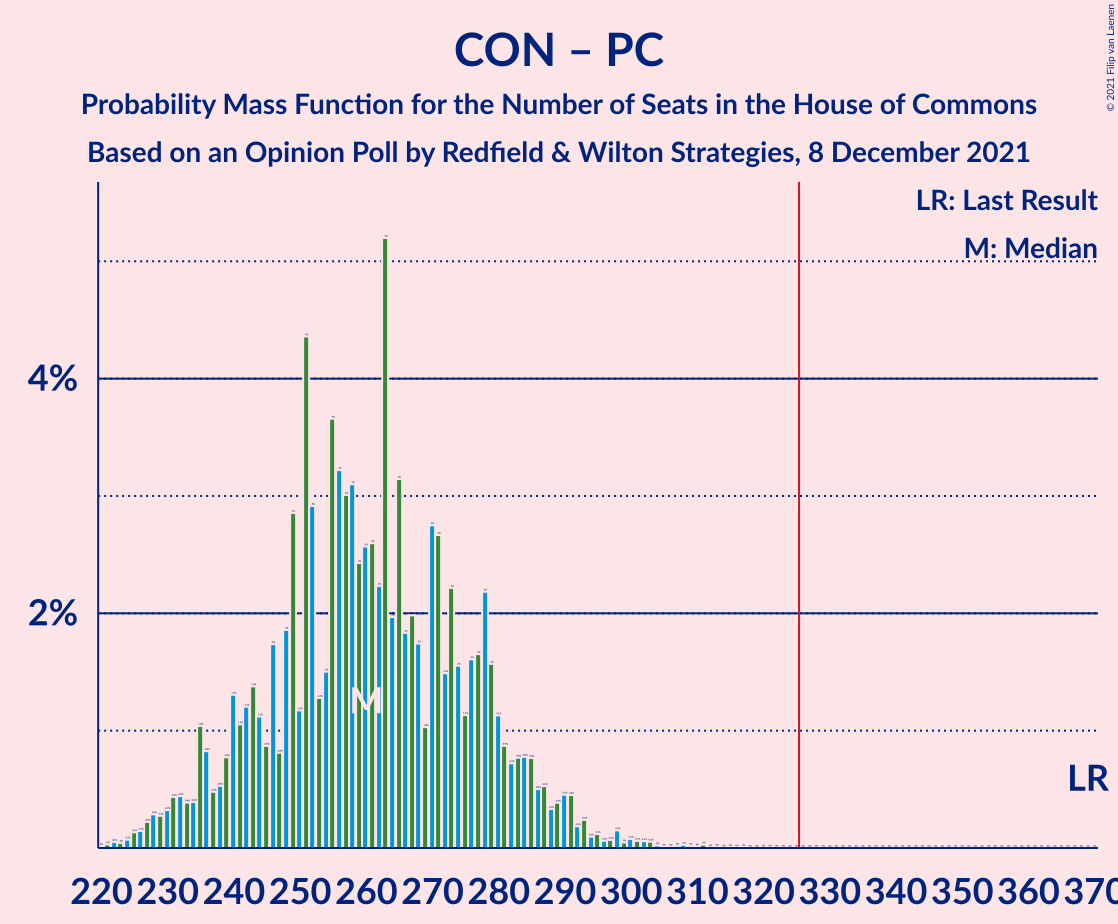 CON – PC
Probability Mass Function for the Number of Seats in the House of Commons
Based on an Opinion Poll by Redfield & Wilton Strategies, 8 December 2021
© 2021 Filip van Laenen
LR: Last Result
M: Median
4%
2%
M
LR
220 230 240 250 260 270 280 290 300 310 320 330 340 350 360 370